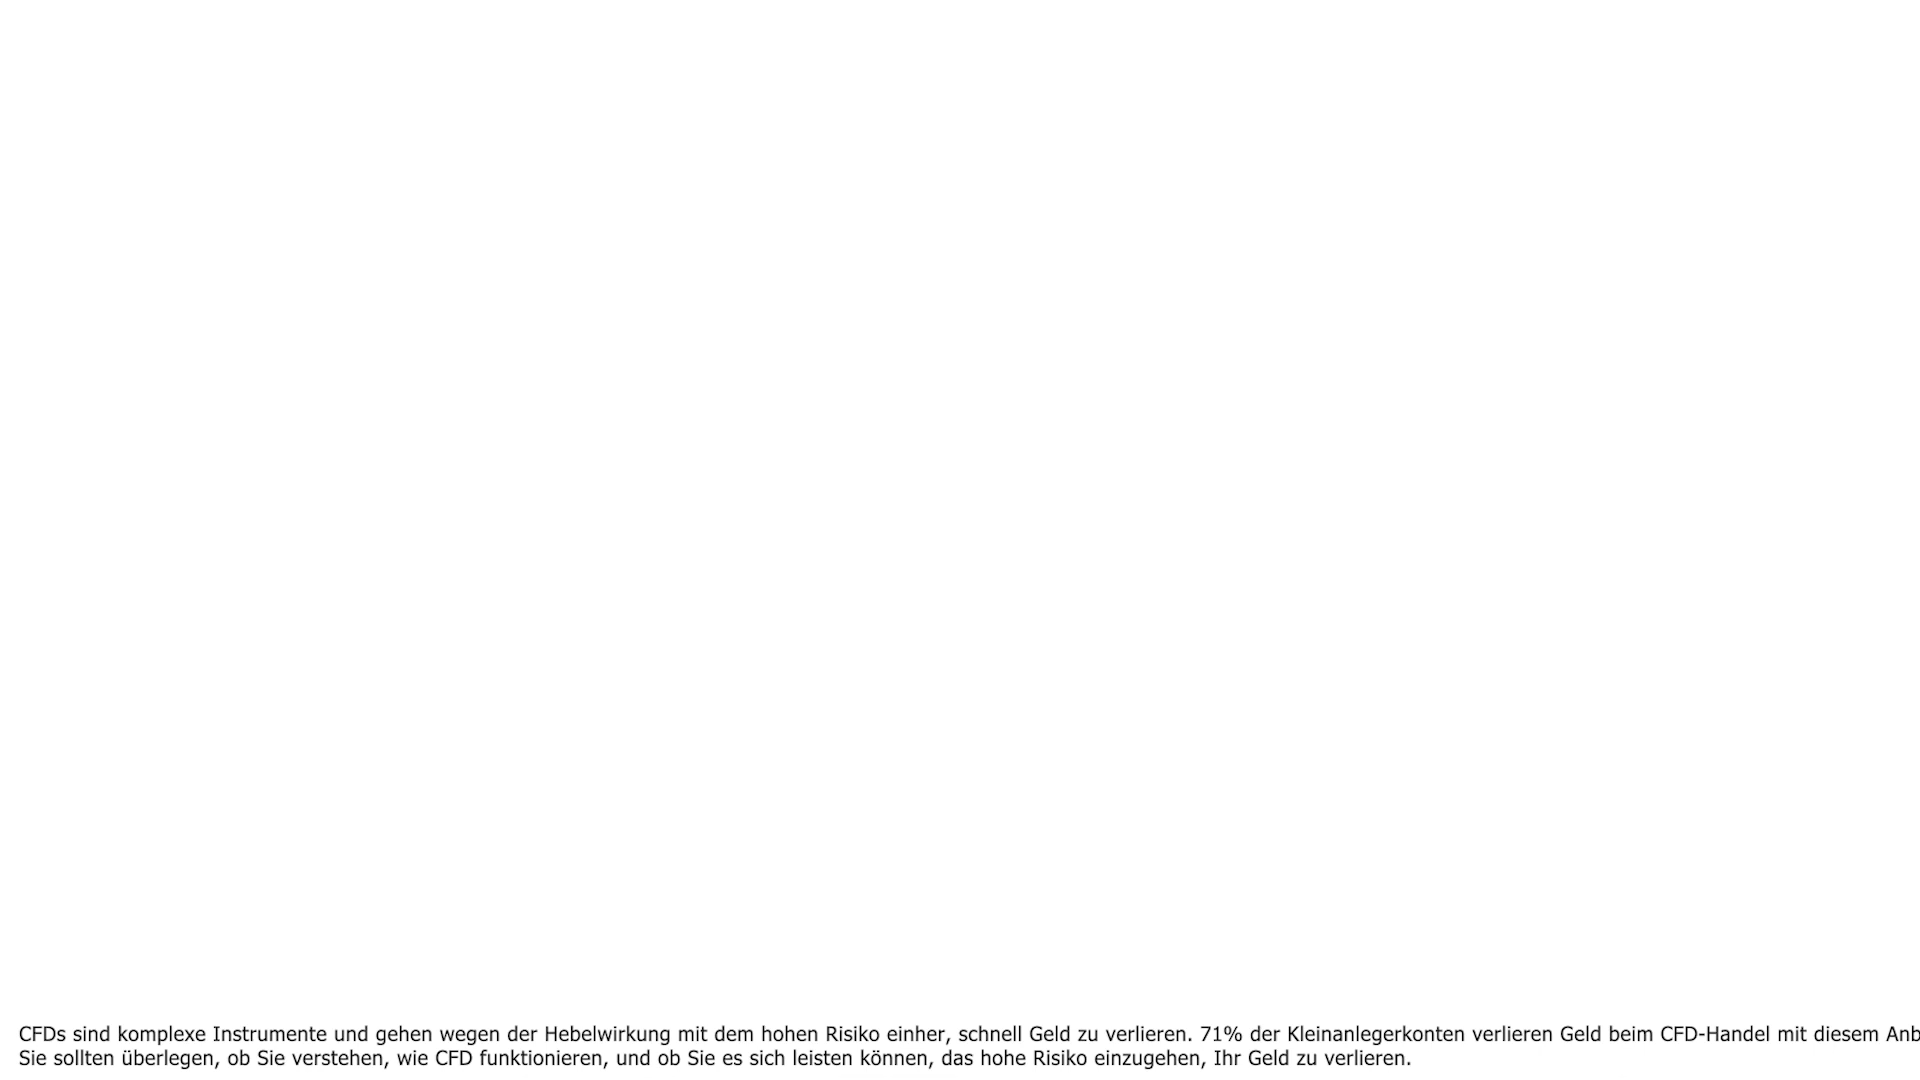 CFDs sind komplexe Instrumente und gehen wegen der Hebelwirkung mit dem hohen Risiko einher, schnell Geld zu verlieren. 71% der Kleinanlegerkonten verlieren Geld beim CFD-Handel mit diesem
Sie sollten überlegen, ob Sie verstehen, wie CFD funktionieren, und ob Sie es sich leisten können, das hohe Risiko einzugehen, Ihr Geld zu verlieren.